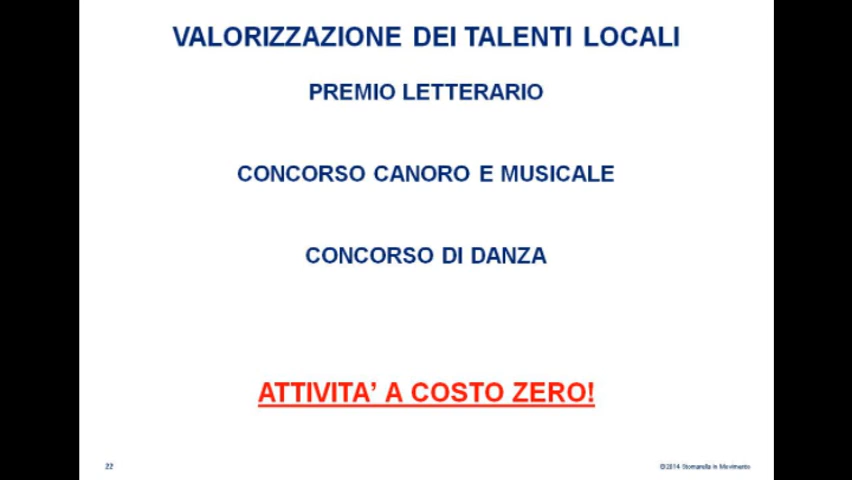 VALORIZZAZIONE DEI TALENTI LOCALI
PREMIO LETTERARIO
CONCORSO CANORO E MUSICALE
CONCORSO DI DANZA
ATTIVITA’ A COSTO ZERO!
22
©2014 Stornarella in Movimento